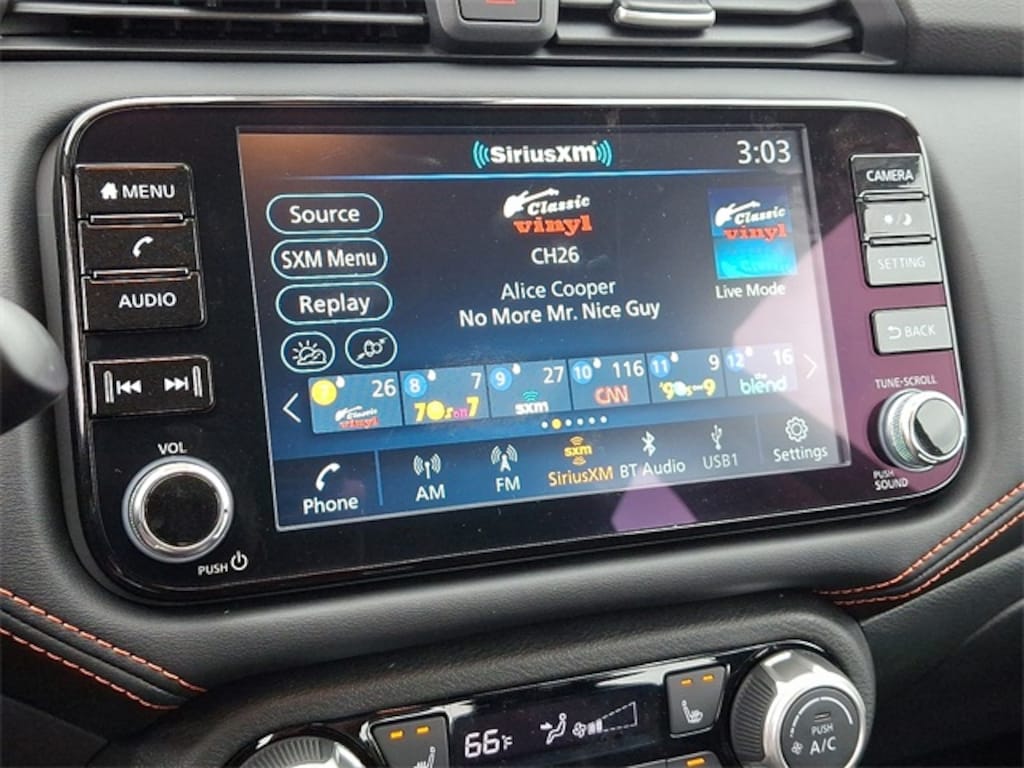 MENU
AUDIO
VOL
PUSH
SiriusXM
3:03
Source
SXM Menu
Replay
Classic
vinyl
CH26
Alice Cooper
No More Mr. Nice Guy
Classic
vinyl
Live Mode
7 26
Classic
vinyl
8 7
70s on 7
9 27
sxm
10 116
CNN
11 9
'90s on 9
12 16
the
blend
Phone
AM
FM
sxm
SiriusXM
BT Audio
USB1
Settings
CAMERA
SETTING
BACK
TUNE·SCROLL
PUSH
SOUND
66°F
PUSH
A/C